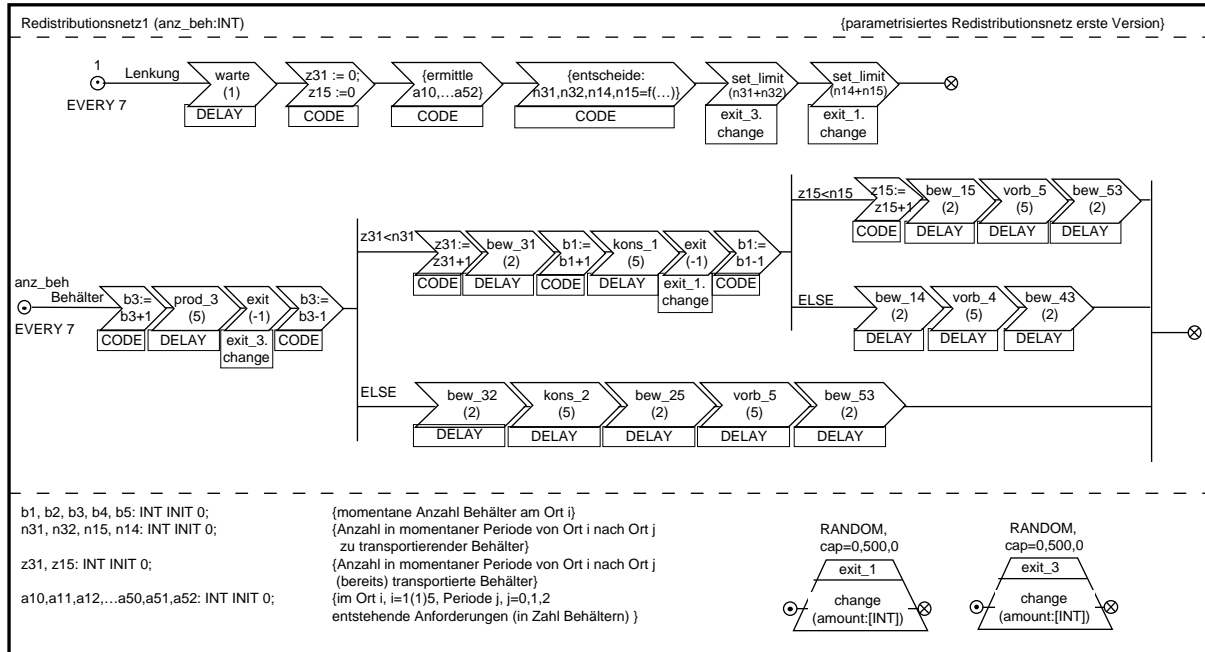 Redistributionsnetz1 (anz_beh:INT)
{parametrisiertes Redistributionsnetz erste Version}
1
Lenkung
EVERY 7
warte
(1)
DELAY
z31 := 0;
z15 :=0
CODE
{ermittle
a10,…a52}
CODE
{entscheide:
n31,n32,n14,n15=f(…)}
CODE
set_limit
(n31+n32)
exit_3.
change
set_limit
(n14+n15)
exit_1.
change
anz_beh
Behälter
EVERY 7
b3:=
b3+1
CODE
prod_3
(5)
DELAY
exit
(-1)
exit_3.
change
b3:=
b3-1
CODE
z31<n31
z31:=
z31+1
CODE
bew_31
(2)
DELAY
b1:=
b1+1
CODE
kons_1
(5)
DELAY
exit
(-1)
exit_1.
change
b1:=
b1-1
CODE
z15<n15
z15:=
z15+1
CODE
bew_15
(2)
DELAY
vorb_5
(5)
DELAY
bew_53
(2)
DELAY
ELSE
bew_14
(2)
DELAY
vorb_4
(5)
DELAY
bew_43
(2)
DELAY
ELSE
bew_32
(2)
DELAY
kons_2
(5)
DELAY
bew_25
(2)
DELAY
vorb_5
(5)
DELAY
bew_53
(2)
DELAY
b1, b2, b3, b4, b5: INT INIT 0; {momentane Anzahl Behälter am Ort i}
n31, n32, n15, n14: INT INIT 0; {Anzahl in momentaner Periode von Ort i nach Ort j
zu transportierender Behälter}
z31, z15: INT INIT 0; {Anzahl in momentaner Periode von Ort i nach Ort j
(bereits) transportierte Behälter}
a10,a11,a12,…a50,a51,a52: INT INIT 0; {im Ort i, i=1(1)5, Periode j, j=0,1,2
entstehende Anforderungen (in Zahl Behältern) }
RANDOM,
cap=0,500,0
exit_1
change
(amount:[INT])
RANDOM,
cap=0,500,0
exit_3
change
(amount:[INT])